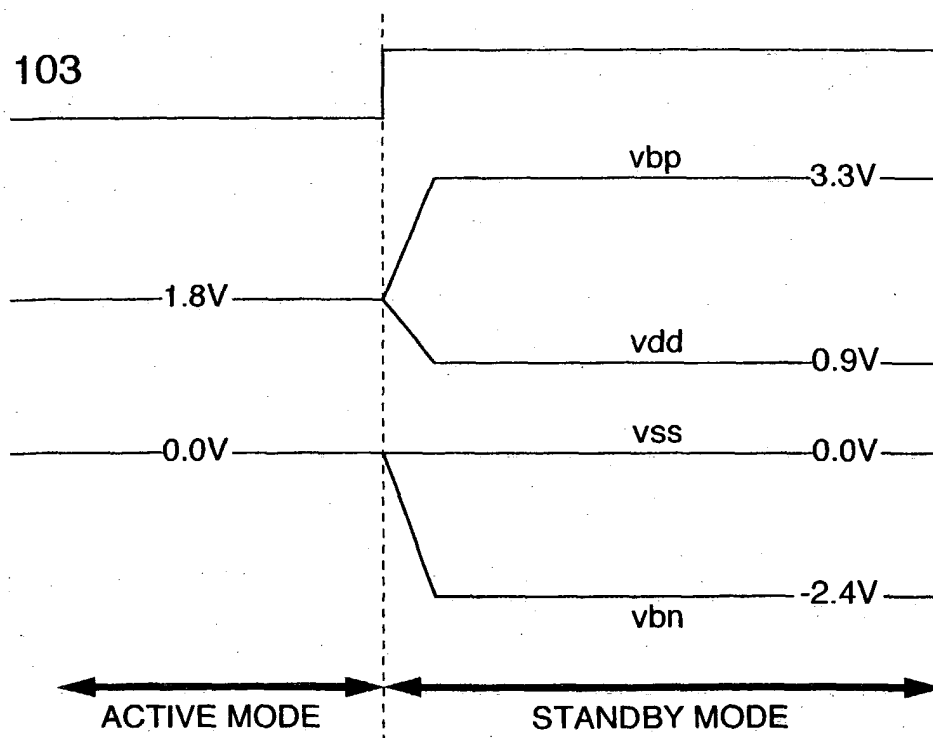 103
vbp
3.3V
1.8V
vdd
0.9V
0.0V
vss
0.0V
-2.4V
vbn
ACTIVE MODE
STANDBY MODE